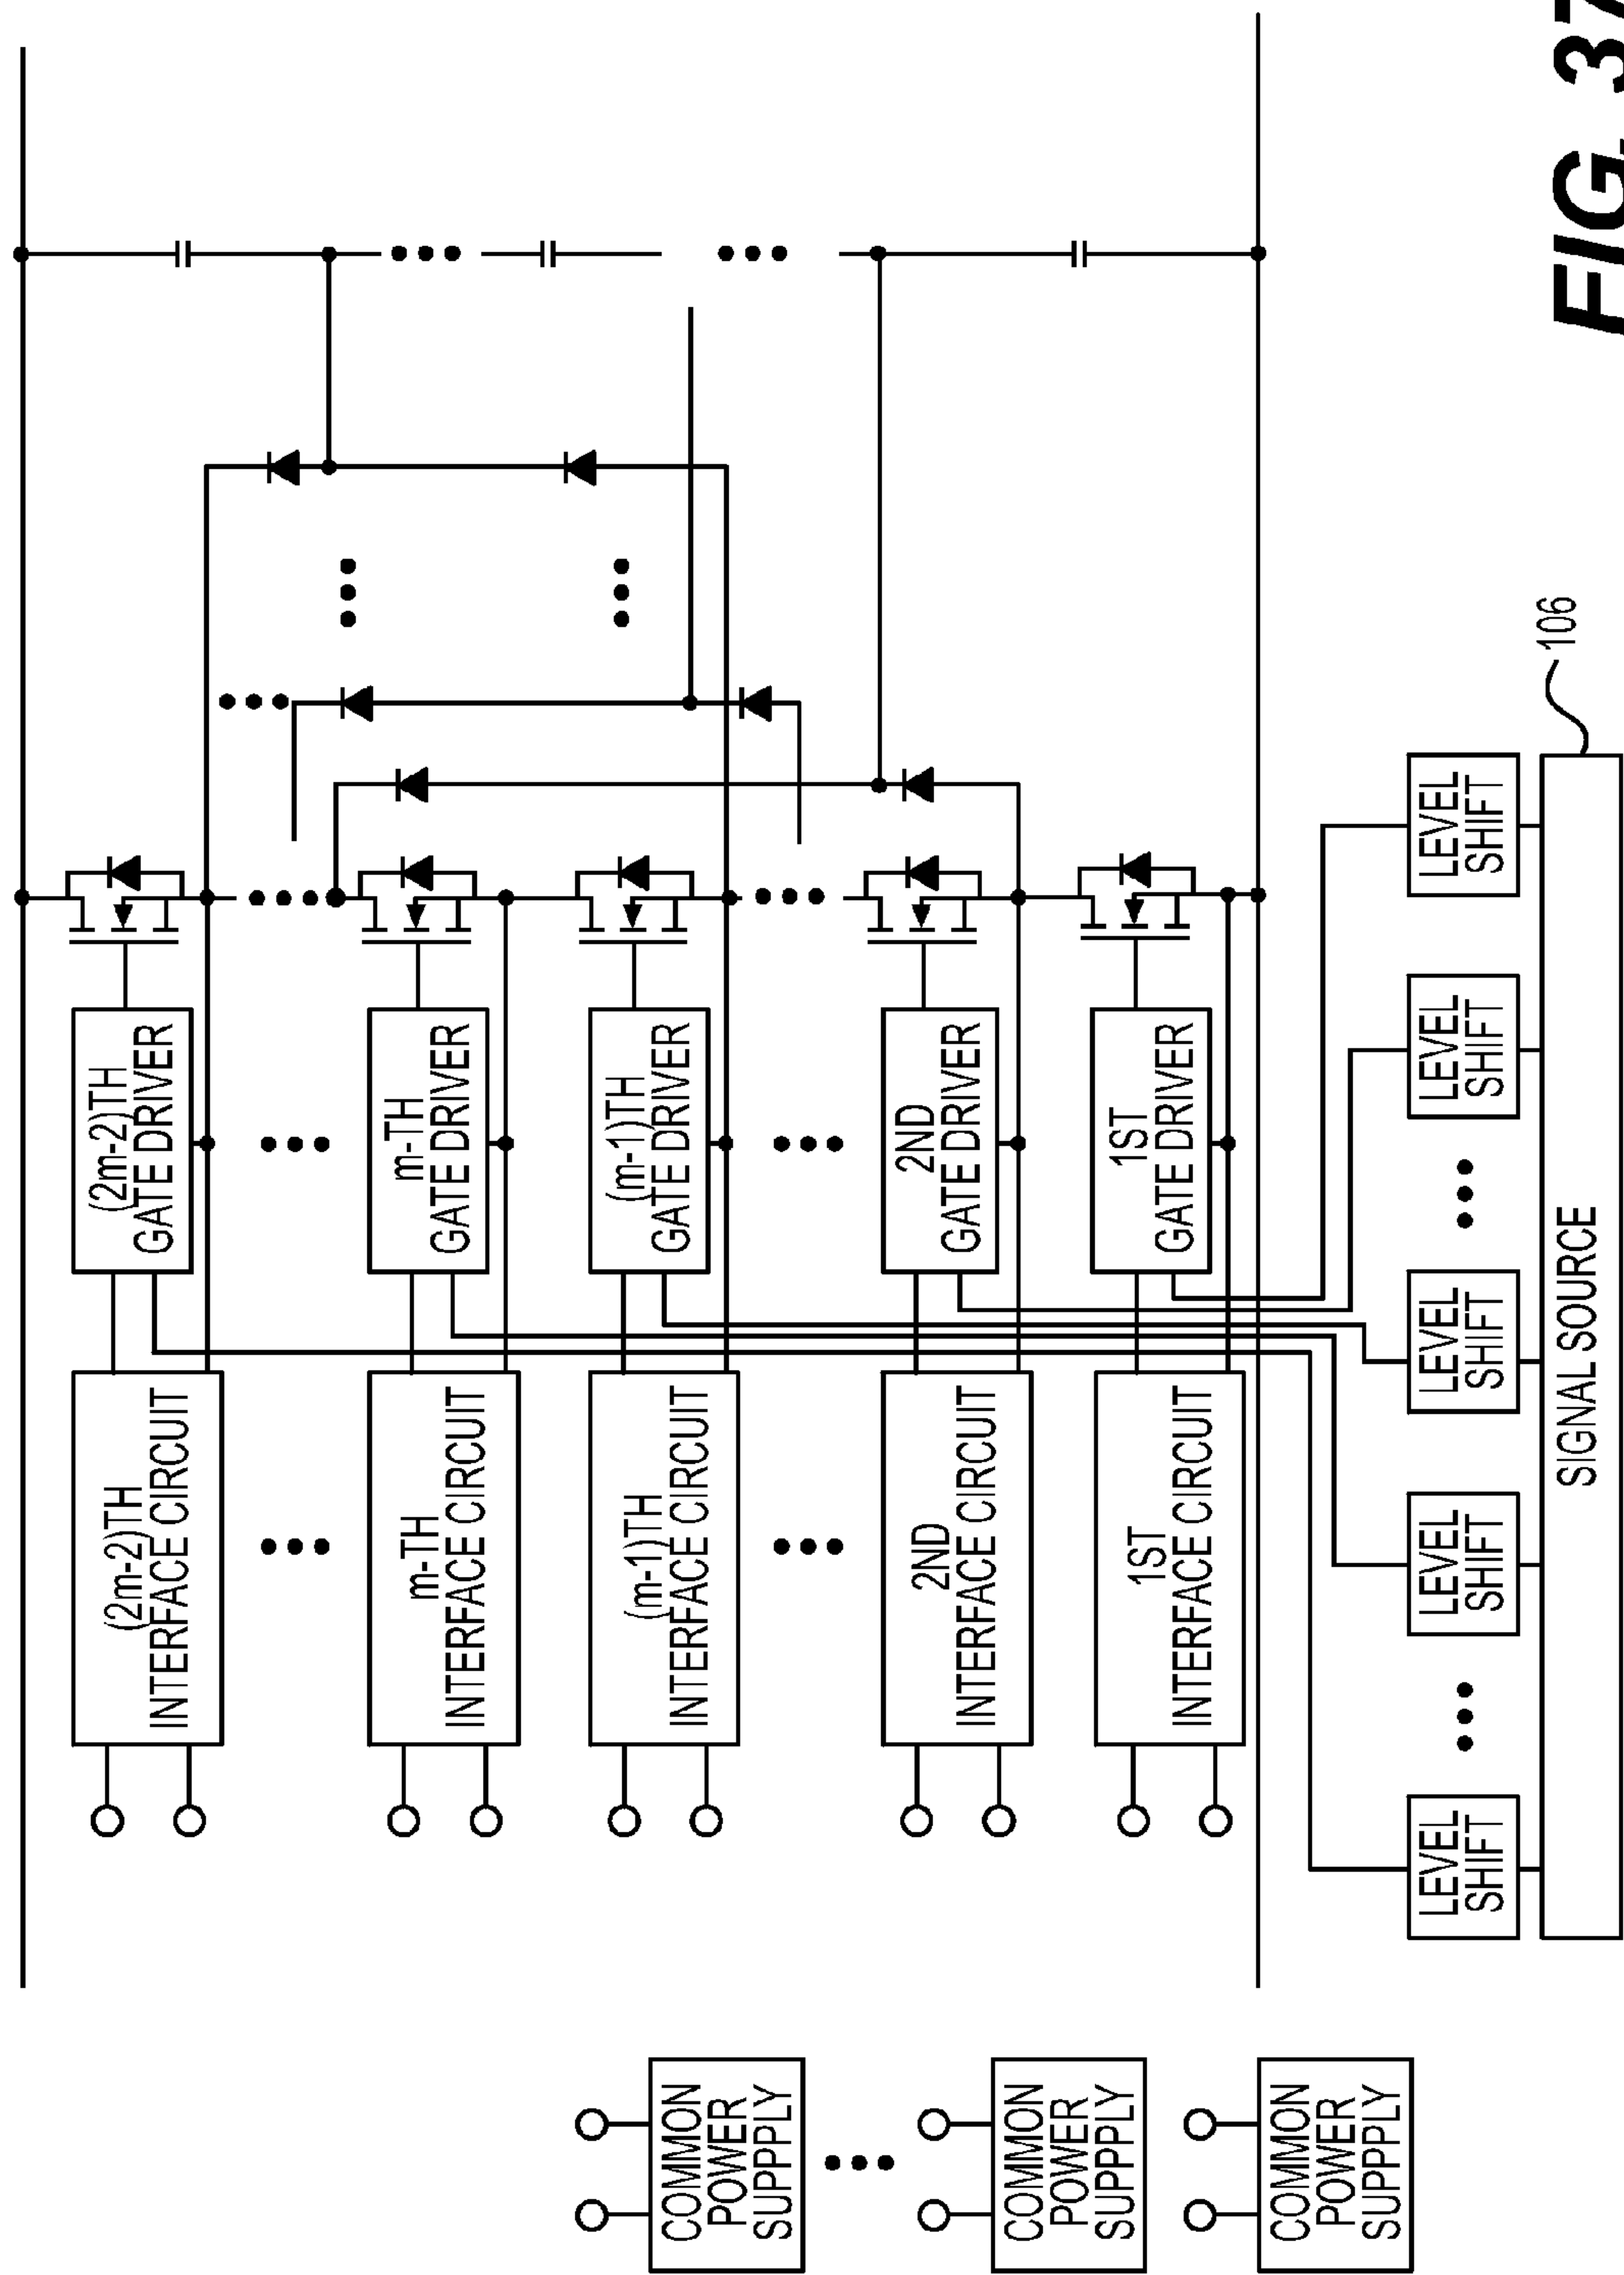 (2m-2)TH
INTERFACE CIRCUIT
(2m-2)TH
GATE DRIVER
m-TH
INTERFACE CIRCUIT
m-TH
GATE DRIVER
(m-1)TH
INTERFACE CIRCUIT
(m-1)TH
GATE DRIVER
2ND
INTERFACE CIRCUIT
2ND
GATE DRIVER
1ST
INTERFACE CIRCUIT
1ST
GATE DRIVER
COMMON
POWER
SUPPPLY
COMMON
POWER
SUPPPLY
COMMON
POWER
SUPPPLY
LEVEL
SHIFT
LEVEL
SHIFT
LEVEL
SHIFT
LEVEL
SHIFT
LEVEL
SHIFT
SIGNAL SOURCE
106
FIG. 37